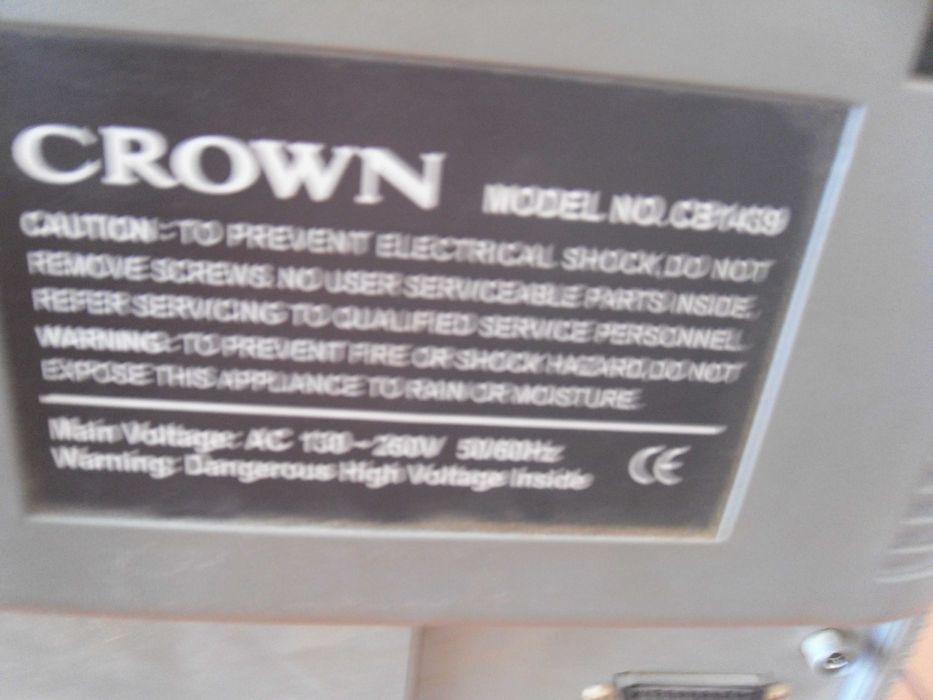 CROWN MODEL NO.
CAUTION: TO PREVENT ELECTRICAL SHOCK, DO NOT
REMOVE SCREWS. NO USER SERVICEABLE PARTS INSIDE.
REFER SERVICING TO QUALIFIED SERVICE PERSONNEL.
WARNING: TO PREVENT FIRE OR SHOCK HAZARD, DO NOT
EXPOSE THIS APPLIANCE TO RAIN OR MOISTURE.
Main Voltage: AC 130~260V 50/60Hz
Warning: Dangerous High Voltage Inside
CE